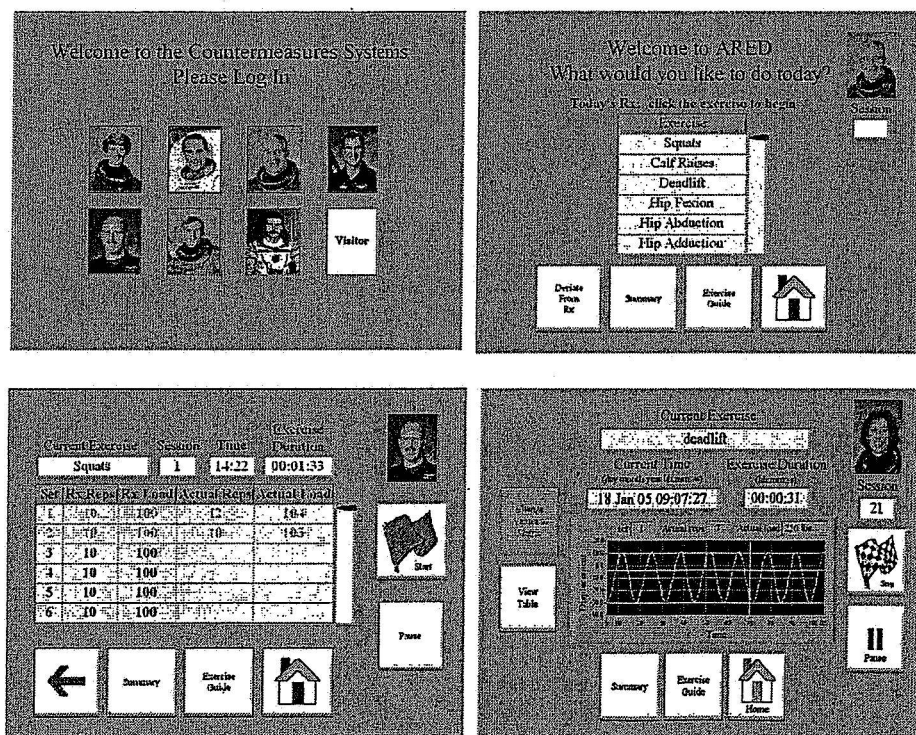 Welcome to the Countermeasures Systems
Please Log In
Visitor
Welcome to ARED
What would you like to do today?
Today's Rx, click the exercise to begin
Exercise
Squats
Calf Raises
Deadlift
Hip Fexion
Hip Abduction
Hip Adduction
Session
Deviate
From
Rx
Summary
Exercise
Guide
Current Exercise Session Time Exercise
Duration
Squats 1 14:22 00:01:33
Set Rx Reps Rx Load Actual Reps Actual Load
1 10 100 12 104
2 10 100 10 103
3 10 100
4 10 100
5 10 100
6 10 100
Start
Pause
Summary
Exercise
Guide
Current Exercise
deadlift
Current Time Exercise Duration
18 Jan 05 09:07:27 00:00:31
Session
21
View
Table
Time
Stop
Pause
Summary
Exercise
Guide
Home